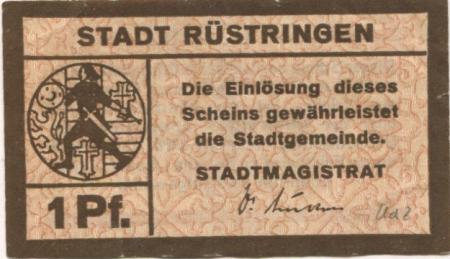 STADT RÜSTRINGEN
Die Einlösung dieses
Scheins gewährleistet
die Stadtgemeinde.
STADTMAGISTRAT
1 Pf.